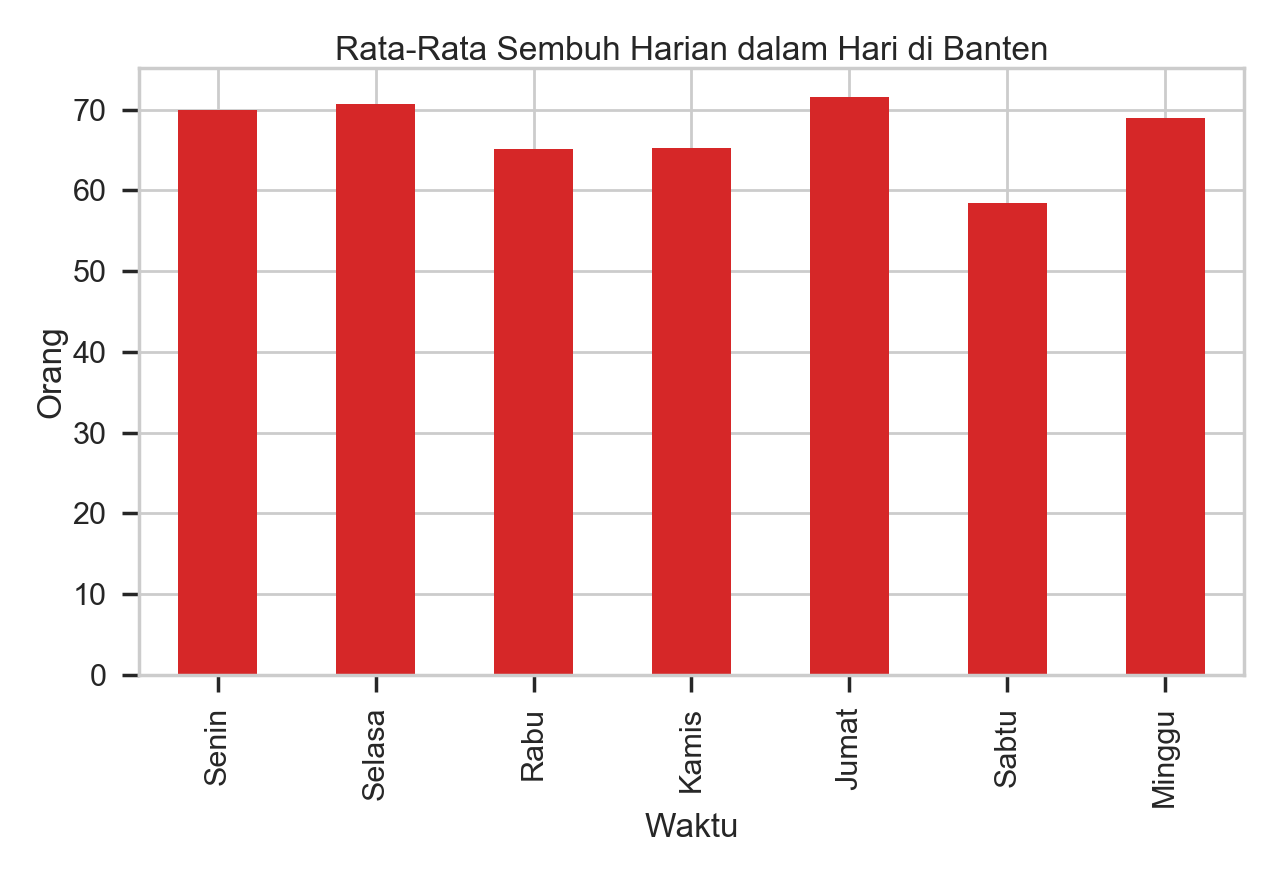 Rata-Rata Sembuh Harian dalam Hari di Banten
70
60
50
40
30
20
10
0
Orang
Senin
Selasa
Rabu
Kamis
Jumat
Sabtu
Minggu
Waktu